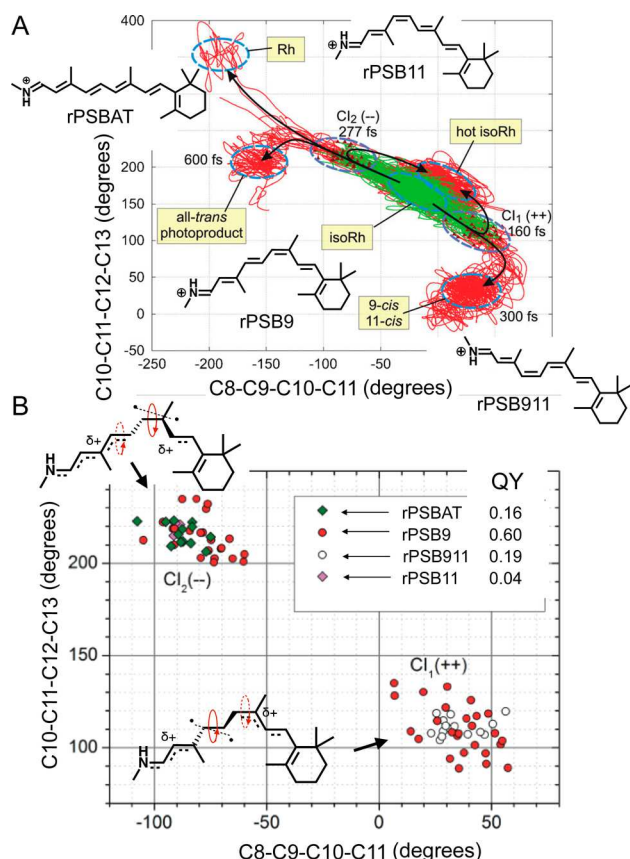 A
400
300
250
200
150
100
50
0
-50
-250
-200
-150
-100
-50
0
50
100
C10-C11-C12-C13 (degrees)
C8-C9-C10-C11 (degrees)
H
N
⊕
rPSBAT
Rh
H
N
⊕
rPSB11
CI2 (--)
277 fs
hot isoRh
600 fs
CI1 (++)
160 fs
all-trans
photoproduct
isoRh
H
N
⊕
rPSB9
9-cis
11-cis
300 fs
H
N
⊕
rPSB911
B
δ+
δ+
H
N
QY
rPSBAT 0.16
rPSB9 0.60
rPSB911 0.19
rPSB11 0.04
200
150
100
C10-C11-C12-C13 (degrees)
CI2(--)
CI1(++)
δ+
δ+
H
N
-100
-50
0
50
C8-C9-C10-C11 (degrees)